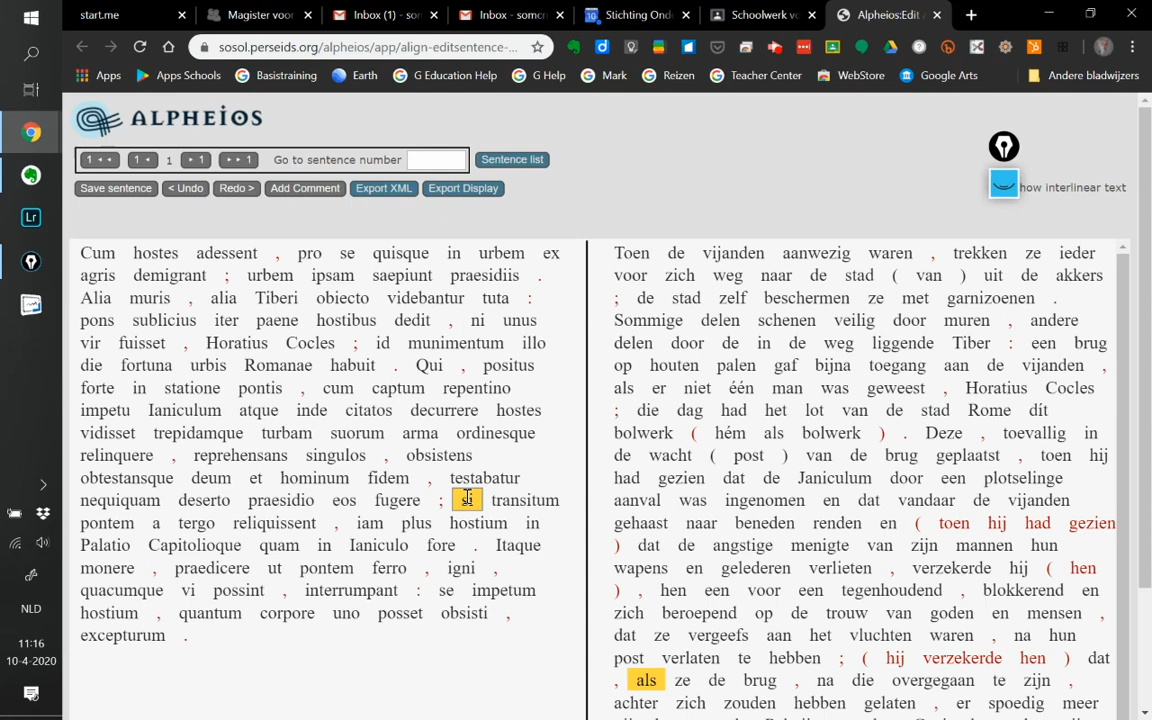 start.me
Magister voor
Inbox (1) - som
Inbox - somcr
Stichting Onde
Schoolwerk vo
Alpheios:Edit A
sosol.perseids.org/alpheios/app/align-editsentence-...
Apps
Apps Schools
Basistraining
Earth
G Education Help
G Help
Mark
Reizen
Teacher Center
WebStore
Google Arts
Andere bladwijzers
ALPHEIOS
1 1 1 1 1 Go to sentence number Sentence list
Save sentence < Undo Redo > Add Comment Export XML Export Display
how interlinear text
Cum hostes adessent , pro se quisque in urbem ex
agris demigrant ; urbem ipsam saepiunt praesidiis .
Alia muris , alia Tiberi obiecto videbantur tuta :
pons sublicius iter paene hostibus dedit , ni unus
vir fuisset , Horatius Cocles ; id munimentum illo
die fortuna urbis Romanae habuit . Qui , positus
forte in statione pontis , cum captum repentino
impetu Ianiculum atque inde citatos decurrere hostes
vidisset trepidamque turbam suorum arma ordinesque
relinquere , reprehensans singulos , obsistens
obtestansque deum et hominum fidem , testabatur
nequiquam deserto praesidio eos fugere ; si transitum
pontem a tergo reliquissent , iam plus hostium in
Palatio Capitolioque quam in Ianiculo fore . Itaque
monere , praedicere ut pontem ferro , igni ,
quacumque vi possint , interrumpant : se impetum
hostium , quantum corpore uno posset obsisti ,
excepturum .
Toen de vijanden aanwezig waren , trekken ze ieder
voor zich weg naar de stad ( van ) uit de akkers
; de stad zelf beschermen ze met garnizoenen .
Sommige delen schenen veilig door muren , andere
delen door de in de weg liggende Tiber : een brug
op houten palen gaf bijna toegang aan de vijanden ,
als er niet één man was geweest , Horatius Cocles
; die dag had het lot van de stad Rome dít
bolwerk ( hém als bolwerk ) . Deze , toevallig in
de wacht ( post ) van de brug geplaatst , toen hij
had gezien dat de Janiculum door een plotselinge
aanval was ingenomen en dat vandaar de vijanden
gehaast naar beneden renden en ( toen hij had gezien
) dat de angstige menigte van zijn mannen hun
wapens en gelederen verlieten , verzekerde hij ( hen
) , hen een voor een tegenhoudend , blokkerend en
zich beroepend op de trouw van goden en mensen ,
dat ze vergeefs aan het vluchten waren , na hun
post verlaten te hebben ; ( hij verzekerde hen ) dat
, als ze de brug , na die overgegaan te zijn ,
achter zich zouden hebben gelaten , er spoedig meer
Lr
NLD
11:16
10-4-2020